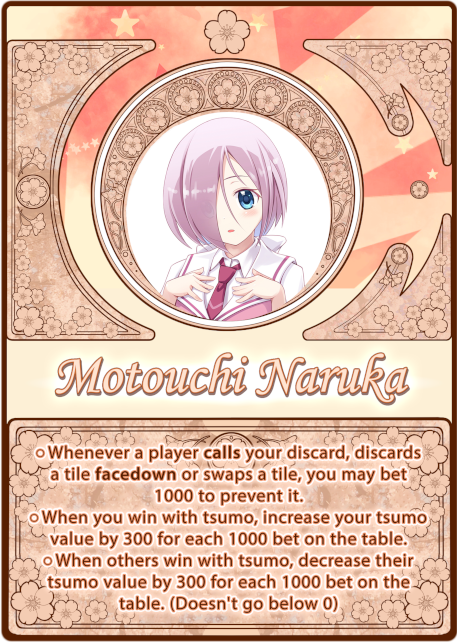 Motouchi Naruka
Whenever a player calls your discard, discards
a tile facedown or swaps a tile, you may bet
1000 to prevent it.
When you win with tsumo, increase your tsumo
value by 300 for each 1000 bet on the table.
When others win with tsumo, decrease their
tsumo value by 300 for each 1000 bet on the
table. (Doesn't go below 0)